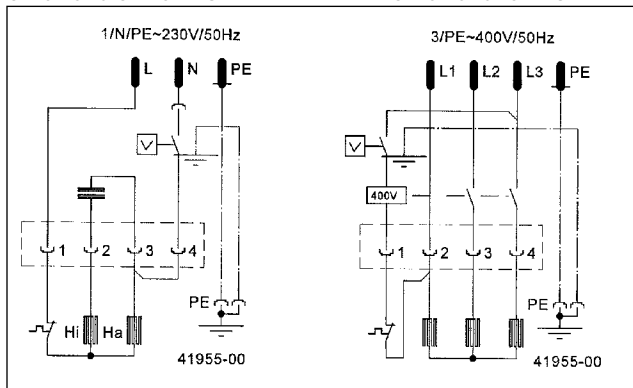 1/N/PE~230V/50Hz
L N PE
1 2 3 4
Hi Ha
41955-00
3/PE~400V/50Hz
L1 L2 L3 PE
400V
1 2 3 4
PE
41955-00